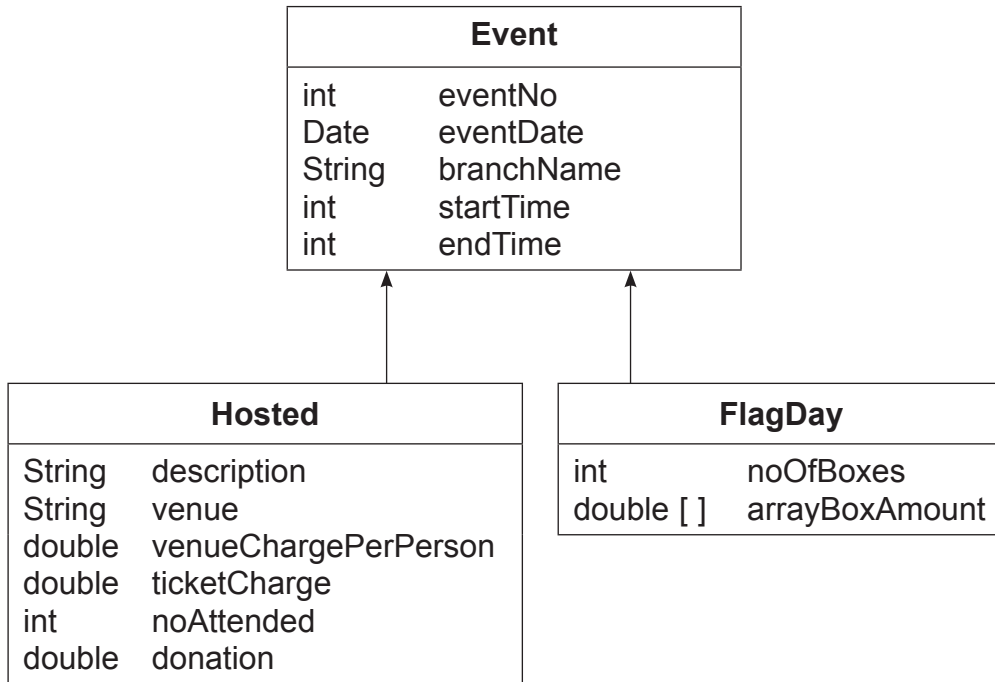 Event
int eventNo
Date eventDate
String branchName
int startTime
int endTime
Hosted
String description
String venue
double venueChargePerPerson
double ticketCharge
int noAttended
double donation
FlagDay
int noOfBoxes
double [ ] arrayBoxAmount